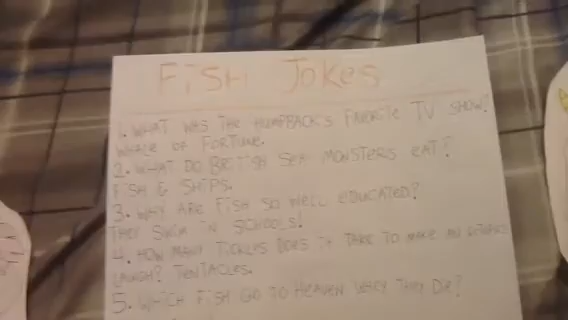 FiSH JOKES
1. WHAT WAS THE HUMPBACK'S FAVORITE TV SHOW?
WHALE OF FORTUNE.
2. WHAT DO BRITISH SEA MONSTERS EAT?
FISH & SHIPS.
3. WHY ARE FISH SO WELL EDUCATED?
THEY SWIM IN SCHOOLS!
4. HOW MANY TICKLES DOES IT TAKE TO MAKE AN
LAUGH? TENTACLES.
5. WHICH FISH GO TO HEAVEN WHEN THEY DIE?